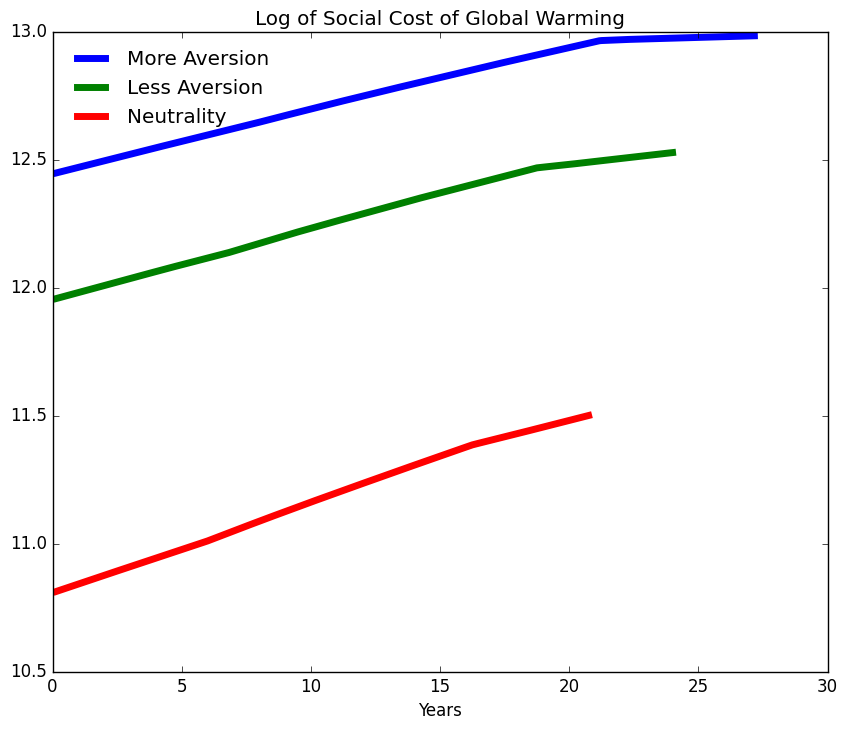 Log of Social Cost of Global Warming
13.0
12.5
12.0
11.5
11.0
10.5
More Aversion
Less Aversion
Neutrality
0 5 10 15 20 25 30
Years